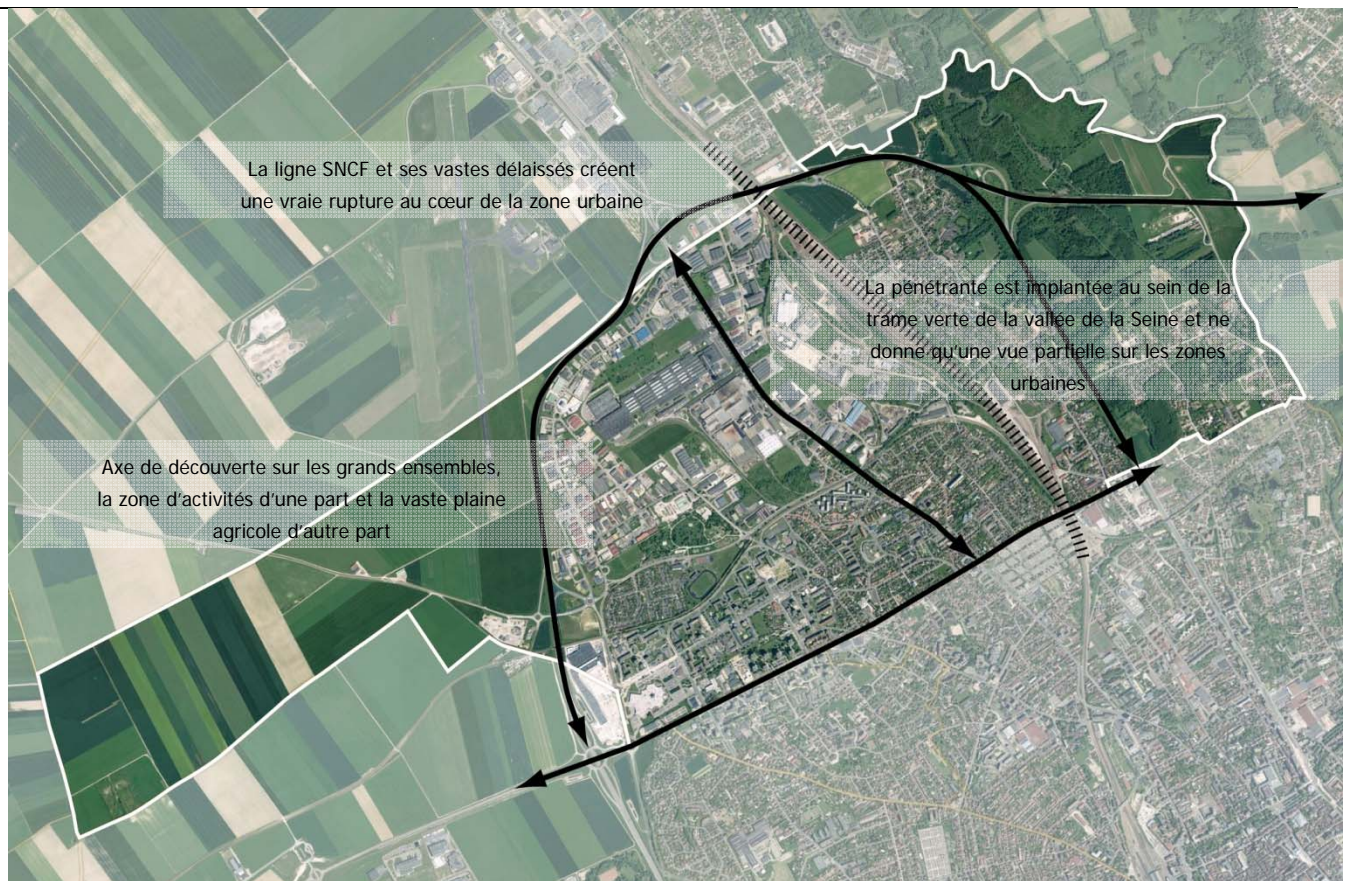 La ligne SNCF et ses vastes délaissés créent
une vraie rupture au cœur de la zone urbaine
La pénétrante est implantée au sein de la
trame verte de la vallée de la Seine et ne
donne qu'une vue partielle sur les zones
urbaines
Axe de découverte sur les grands ensembles,
la zone d'activités d'une part et la vaste plaine
agricole d'autre part